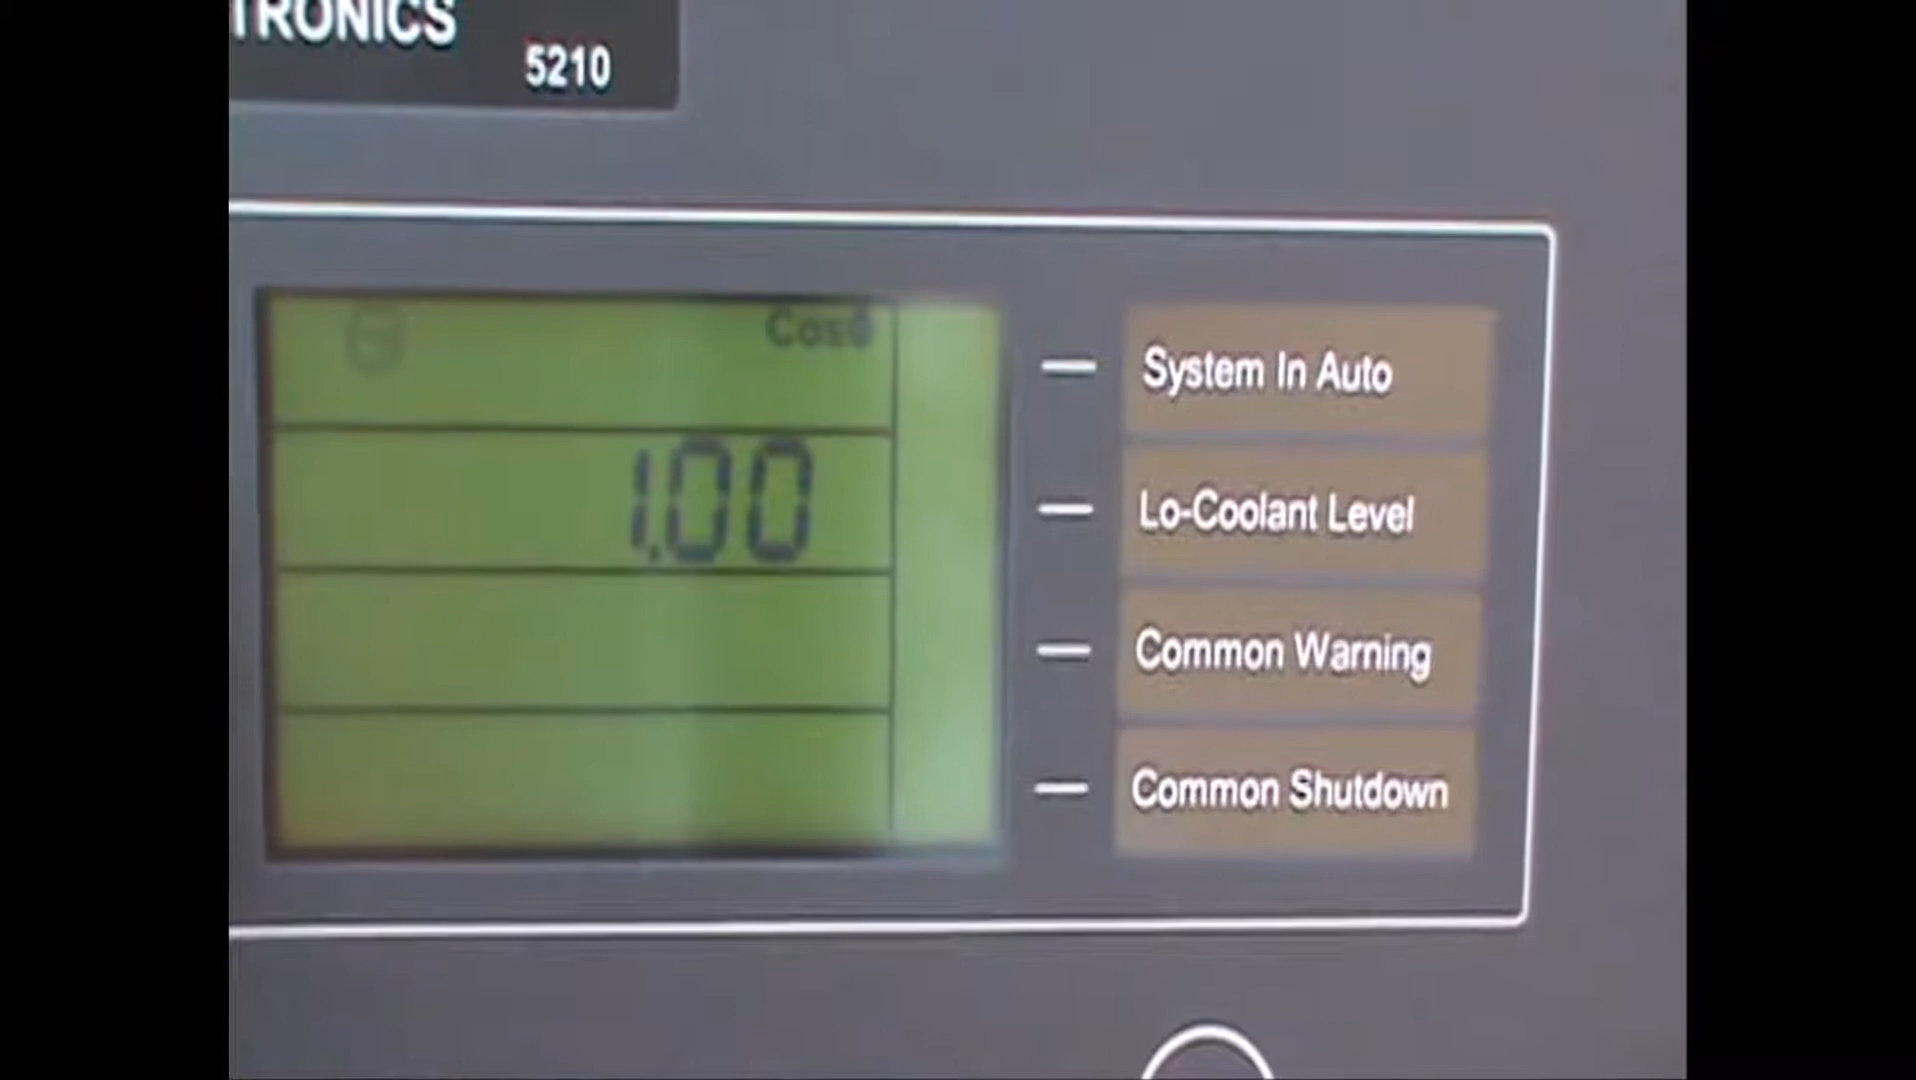 TRONICS
5210
Cosθ
1.00
System In Auto
Lo-Coolant Level
Common Warning
Common Shutdown